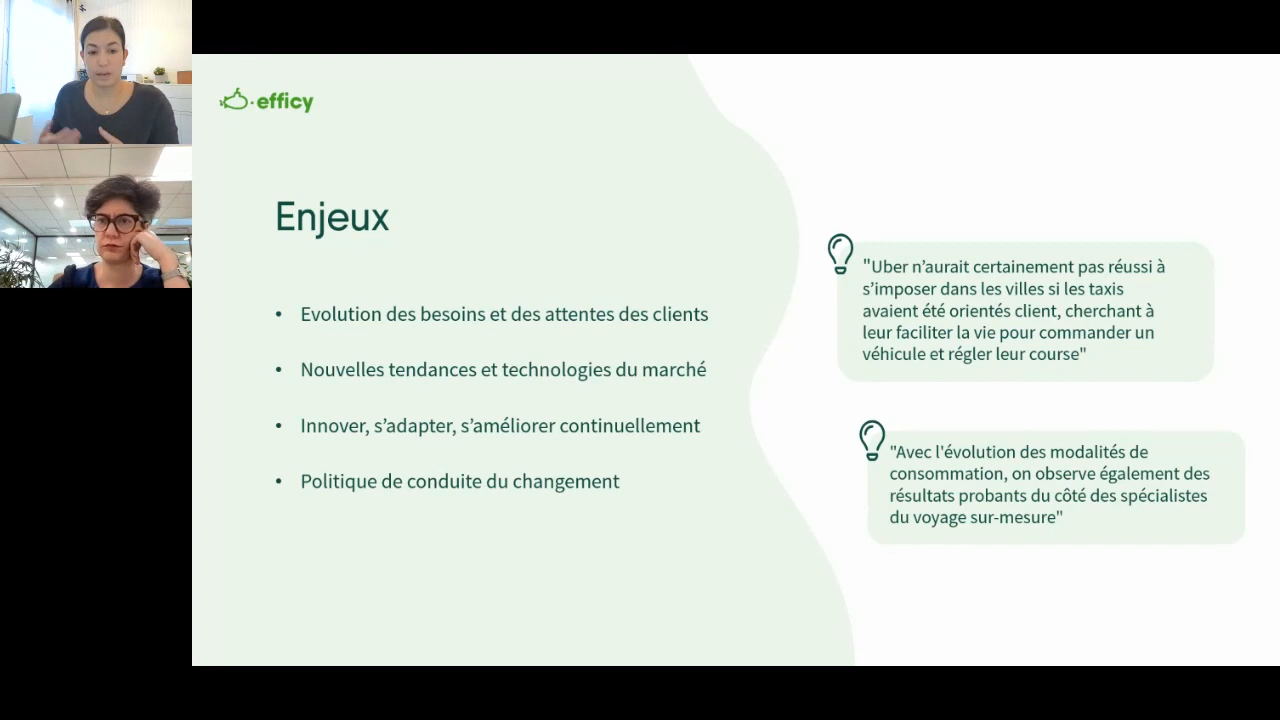 efficy
Enjeux
• Evolution des besoins et des attentes des clients
• Nouvelles tendances et technologies du marché
• Innover, s’adapter, s’améliorer continuellement
• Politique de conduite du changement
"Uber n’aurait certainement pas réussi à
s’imposer dans les villes si les taxis
avaient été orientés client, cherchant à
leur faciliter la vie pour commander un
véhicule et régler leur course"
"Avec l'évolution des modalités de
consommation, on observe également des
résultats probants du côté des spécialistes
du voyage sur-mesure"